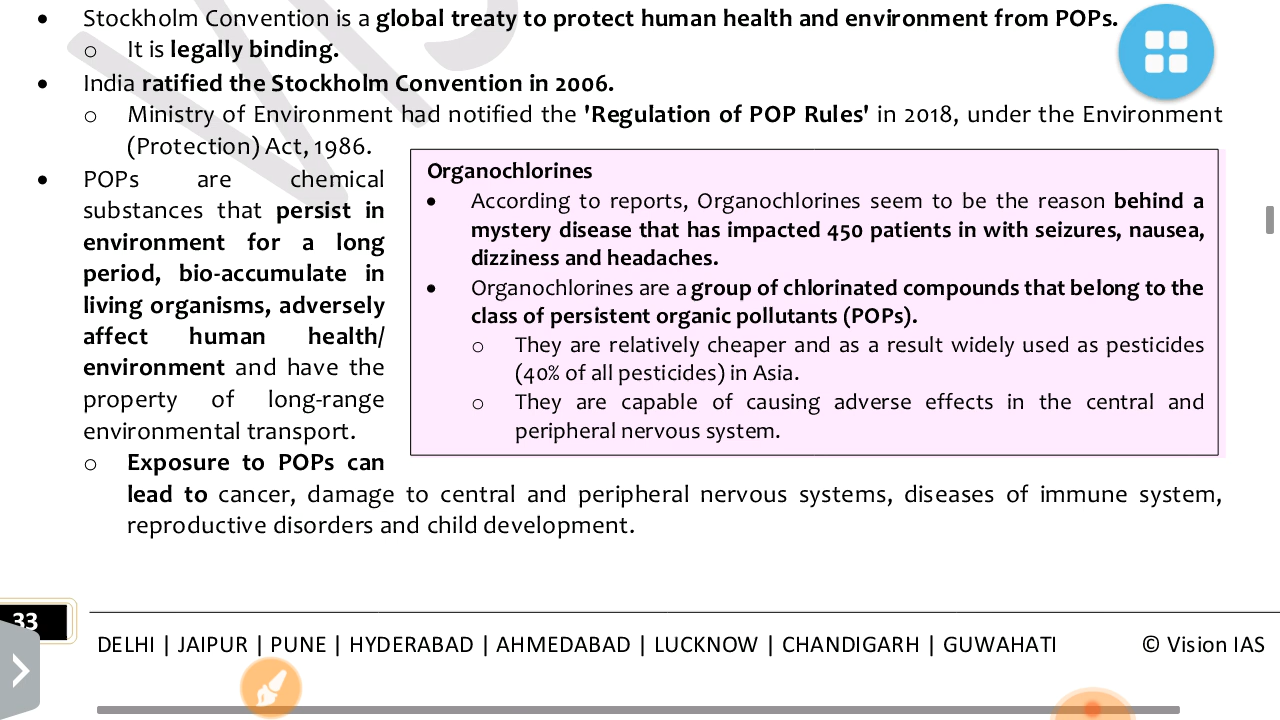 • Stockholm Convention is a global treaty to protect human health and environment from POPs.
o It is legally binding.
• India ratified the Stockholm Convention in 2006.
o Ministry of Environment had notified the 'Regulation of POP Rules' in 2018, under the Environment
(Protection) Act, 1986.
• POPs are chemical
substances that persist in
environment for a long
period, bio-accumulate in
living organisms, adversely
affect human health/
environment and have the
property of long-range
environmental transport.
o Exposure to POPs can
lead to cancer, damage to central and peripheral nervous systems, diseases of immune system,
reproductive disorders and child development.
Organochlorines
• According to reports, Organochlorines seem to be the reason behind a
mystery disease that has impacted 450 patients in with seizures, nausea,
dizziness and headaches.
• Organochlorines are a group of chlorinated compounds that belong to the
class of persistent organic pollutants (POPs).
o They are relatively cheaper and as a result widely used as pesticides
(40% of all pesticides) in Asia.
o They are capable of causing adverse effects in the central and
peripheral nervous system.
33
DELHI | JAIPUR | PUNE | HYDERABAD | AHMEDABAD | LUCKNOW | CHANDIGARH | GUWAHATI © Vision IAS